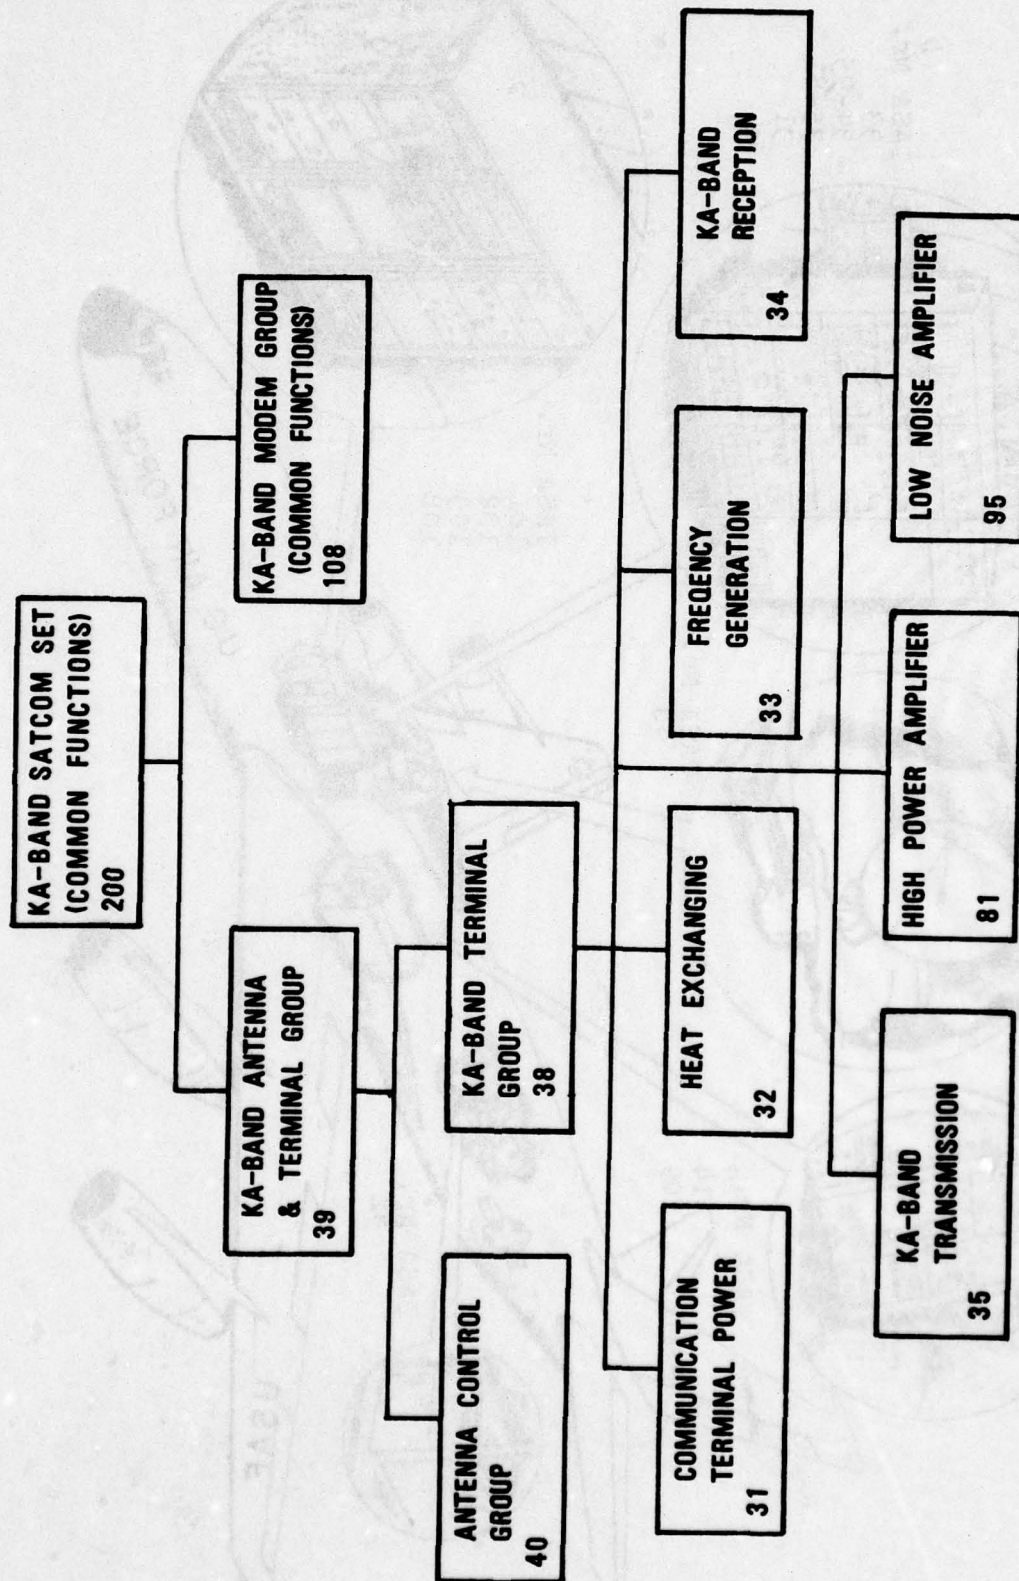 KA-BAND SATCOM SET
(COMMON FUNCTIONS)
200
KA-BAND ANTENNA
& TERMINAL GROUP
39
KA-BAND MODEM GROUP
(COMMON FUNCTIONS)
108
ANTENNA CONTROL
GROUP
40
KA-BAND TERMINAL
GROUP
38
COMMUNICATION
TERMINAL POWER
31
HEAT EXCHANGING
32
FREQENCY
GENERATION
33
KA-BAND
RECEPTION
34
KA-BAND
TRANSMISSION
35
HIGH POWER AMPLIFIER
81
LOW NOISE AMPLIFIER
95
USAF